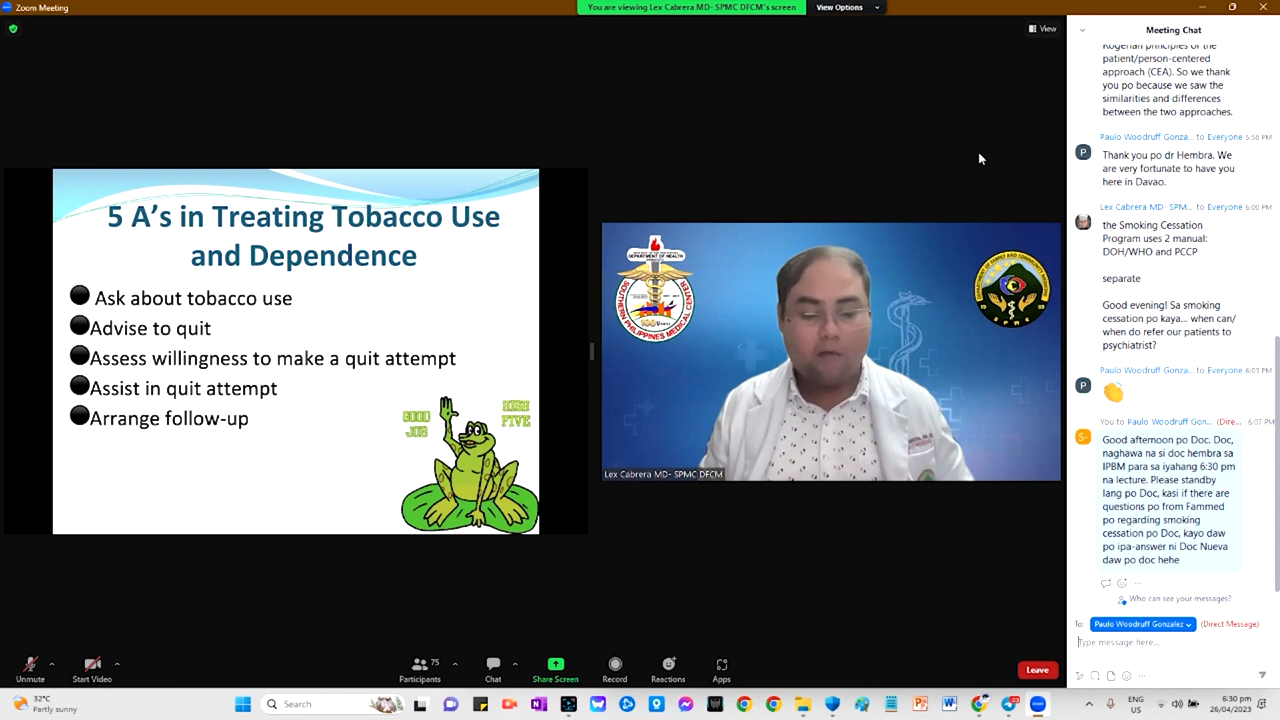 Zoom Meeting
You are viewing Lex Cabrera MD- SPMC DFCM's screen
View Options
View
5 A's in Treating Tobacco Use
and Dependence
Ask about tobacco use
Advise to quit
Assess willingness to make a quit attempt
Assist in quit attempt
Arrange follow-up
GOOD
JOB
HIGH
FIVE
DEPARTMENT OF HEALTH
SOUTHERN PHILIPPINES MEDICAL CENTER
SPMC
Lex Cabrera MD- SPMC DFCM
Meeting Chat
Rogerian principles of the
patient/person-centered
approach (CEA). So we thank
you po because we saw the
similarities and differences
between the two approaches.
Paulo Woodruff Gonza... to Everyone 5:58 PM
P
Thank you po dr Hembra. We
are very fortunate to have you
here in Davao.
Lex Cabrera MD- SPM... to Everyone 6:00 PM
the Smoking Cessation
Program uses 2 manual:
DOH/WHO and PCCP
separate
Good evening! Sa smoking
cessation po kaya... when can/
when do refer our patients to
psychiatrist?
Paulo Woodruff Gonza... to Everyone 6:03 PM
P
You to Paulo Woodruff Gon... (Dire... 6:07 PM
S-
Good afternoon po Doc. Doc,
naghawa na si doc hembra sa
IPBM para sa iyahang 6:30 pm
na lecture. Please standby
lang po Doc, kasi if there are
questions po from Fammed
po regarding smoking
cessation po Doc, kayo daw
po ipa-answer ni Doc Nueva
daw po doc hehe
Who can see your messages?
To: Paulo Woodruff Gonzalez (Direct Message)
Type message here...
Unmute
Start Video
75
Participants
Chat
Share Screen
Record
Reactions
Apps
Leave
32°C
Partly sunny
Search
ENG
US
6:30 pm
26/04/2023